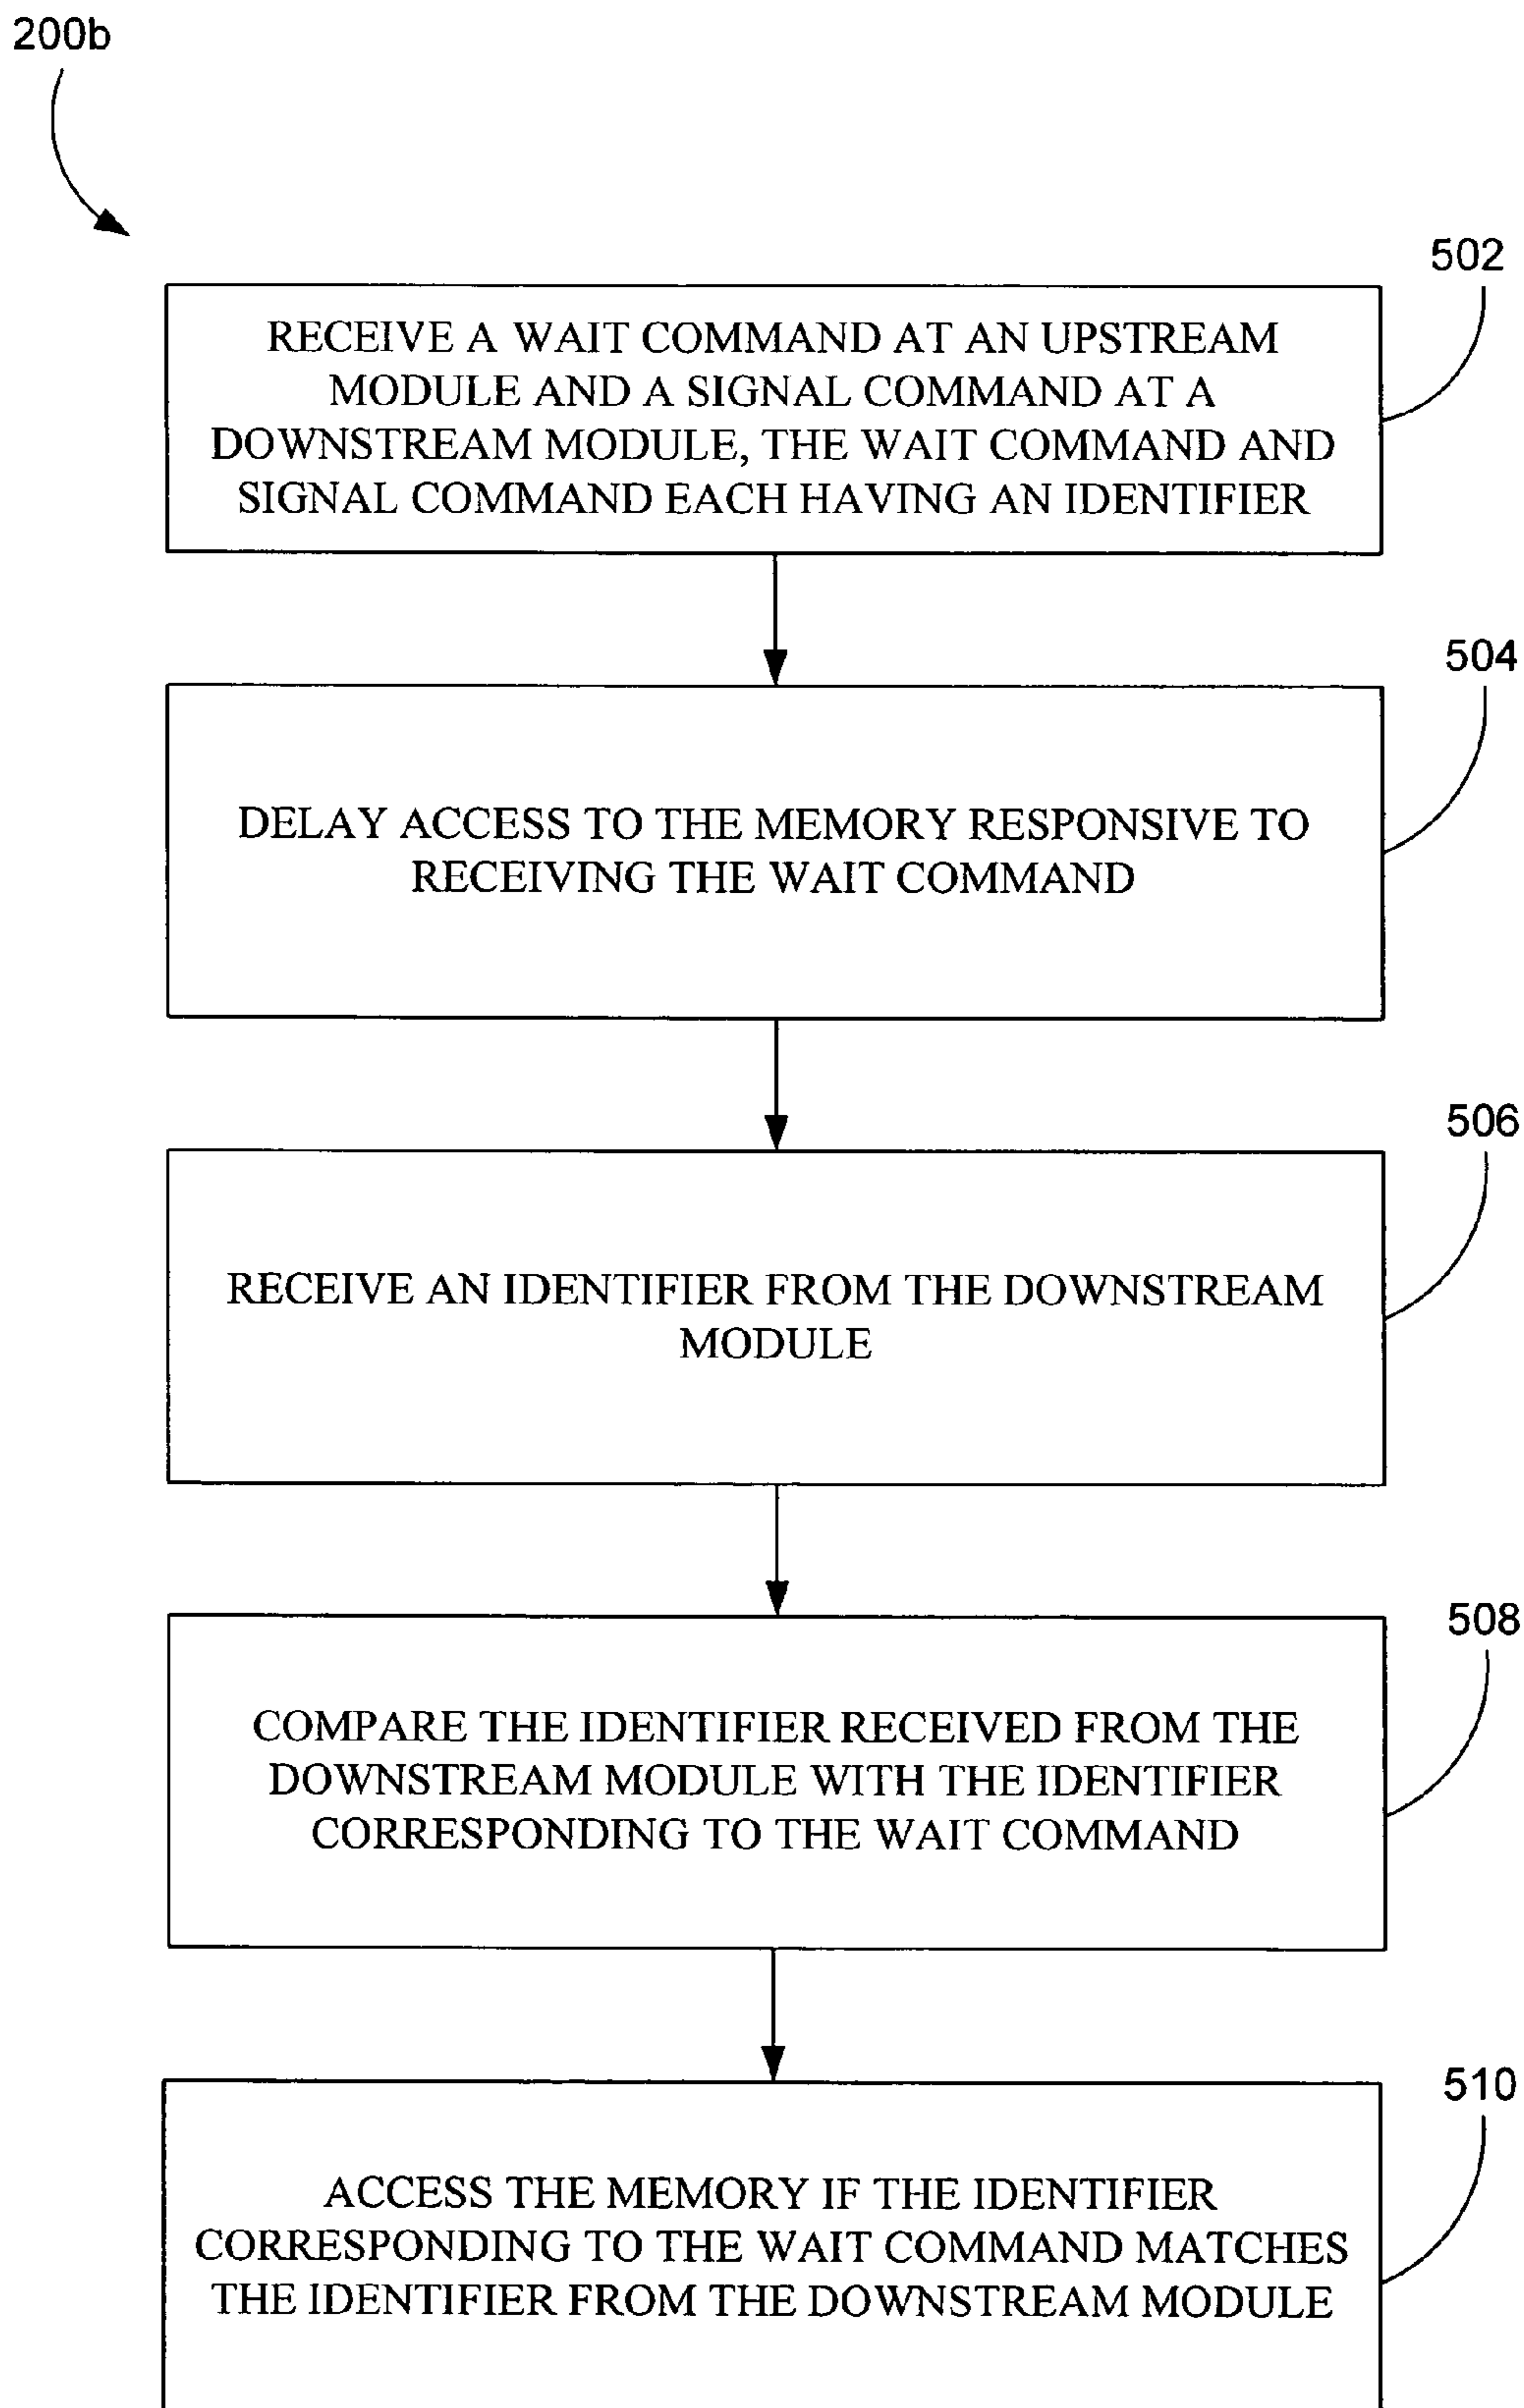 200b
502
RECEIVE A WAIT COMMAND AT AN UPSTREAM
MODULE AND A SIGNAL COMMAND AT A
DOWNSTREAM MODULE, THE WAIT COMMAND AND
SIGNAL COMMAND EACH HAVING AN IDENTIFIER
504
DELAY ACCESS TO THE MEMORY RESPONSIVE TO
RECEIVING THE WAIT COMMAND
506
RECEIVE AN IDENTIFIER FROM THE DOWNSTREAM
MODULE
508
COMPARE THE IDENTIFIER RECEIVED FROM THE
DOWNSTREAM MODULE WITH THE IDENTIFIER
CORRESPONDING TO THE WAIT COMMAND
510
ACCESS THE MEMORY IF THE IDENTIFIER
CORRESPONDING TO THE WAIT COMMAND MATCHES
THE IDENTIFIER FROM THE DOWNSTREAM MODULE